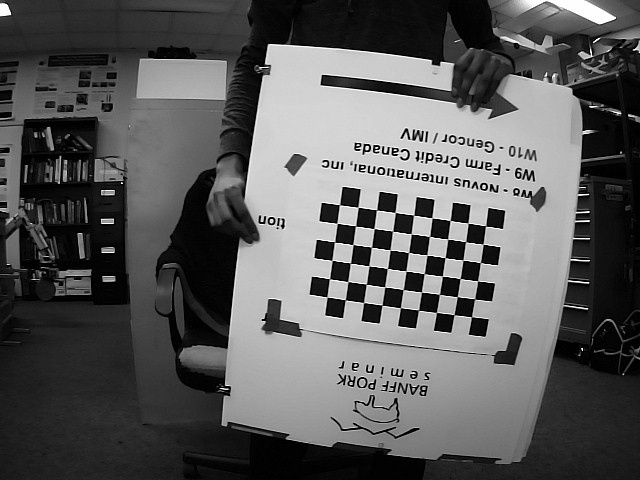 BANFF PORK
seminar
tion
W8 - Novus International, Inc
W9 - Farm Credit Canada
W10 - Gencor / IMV